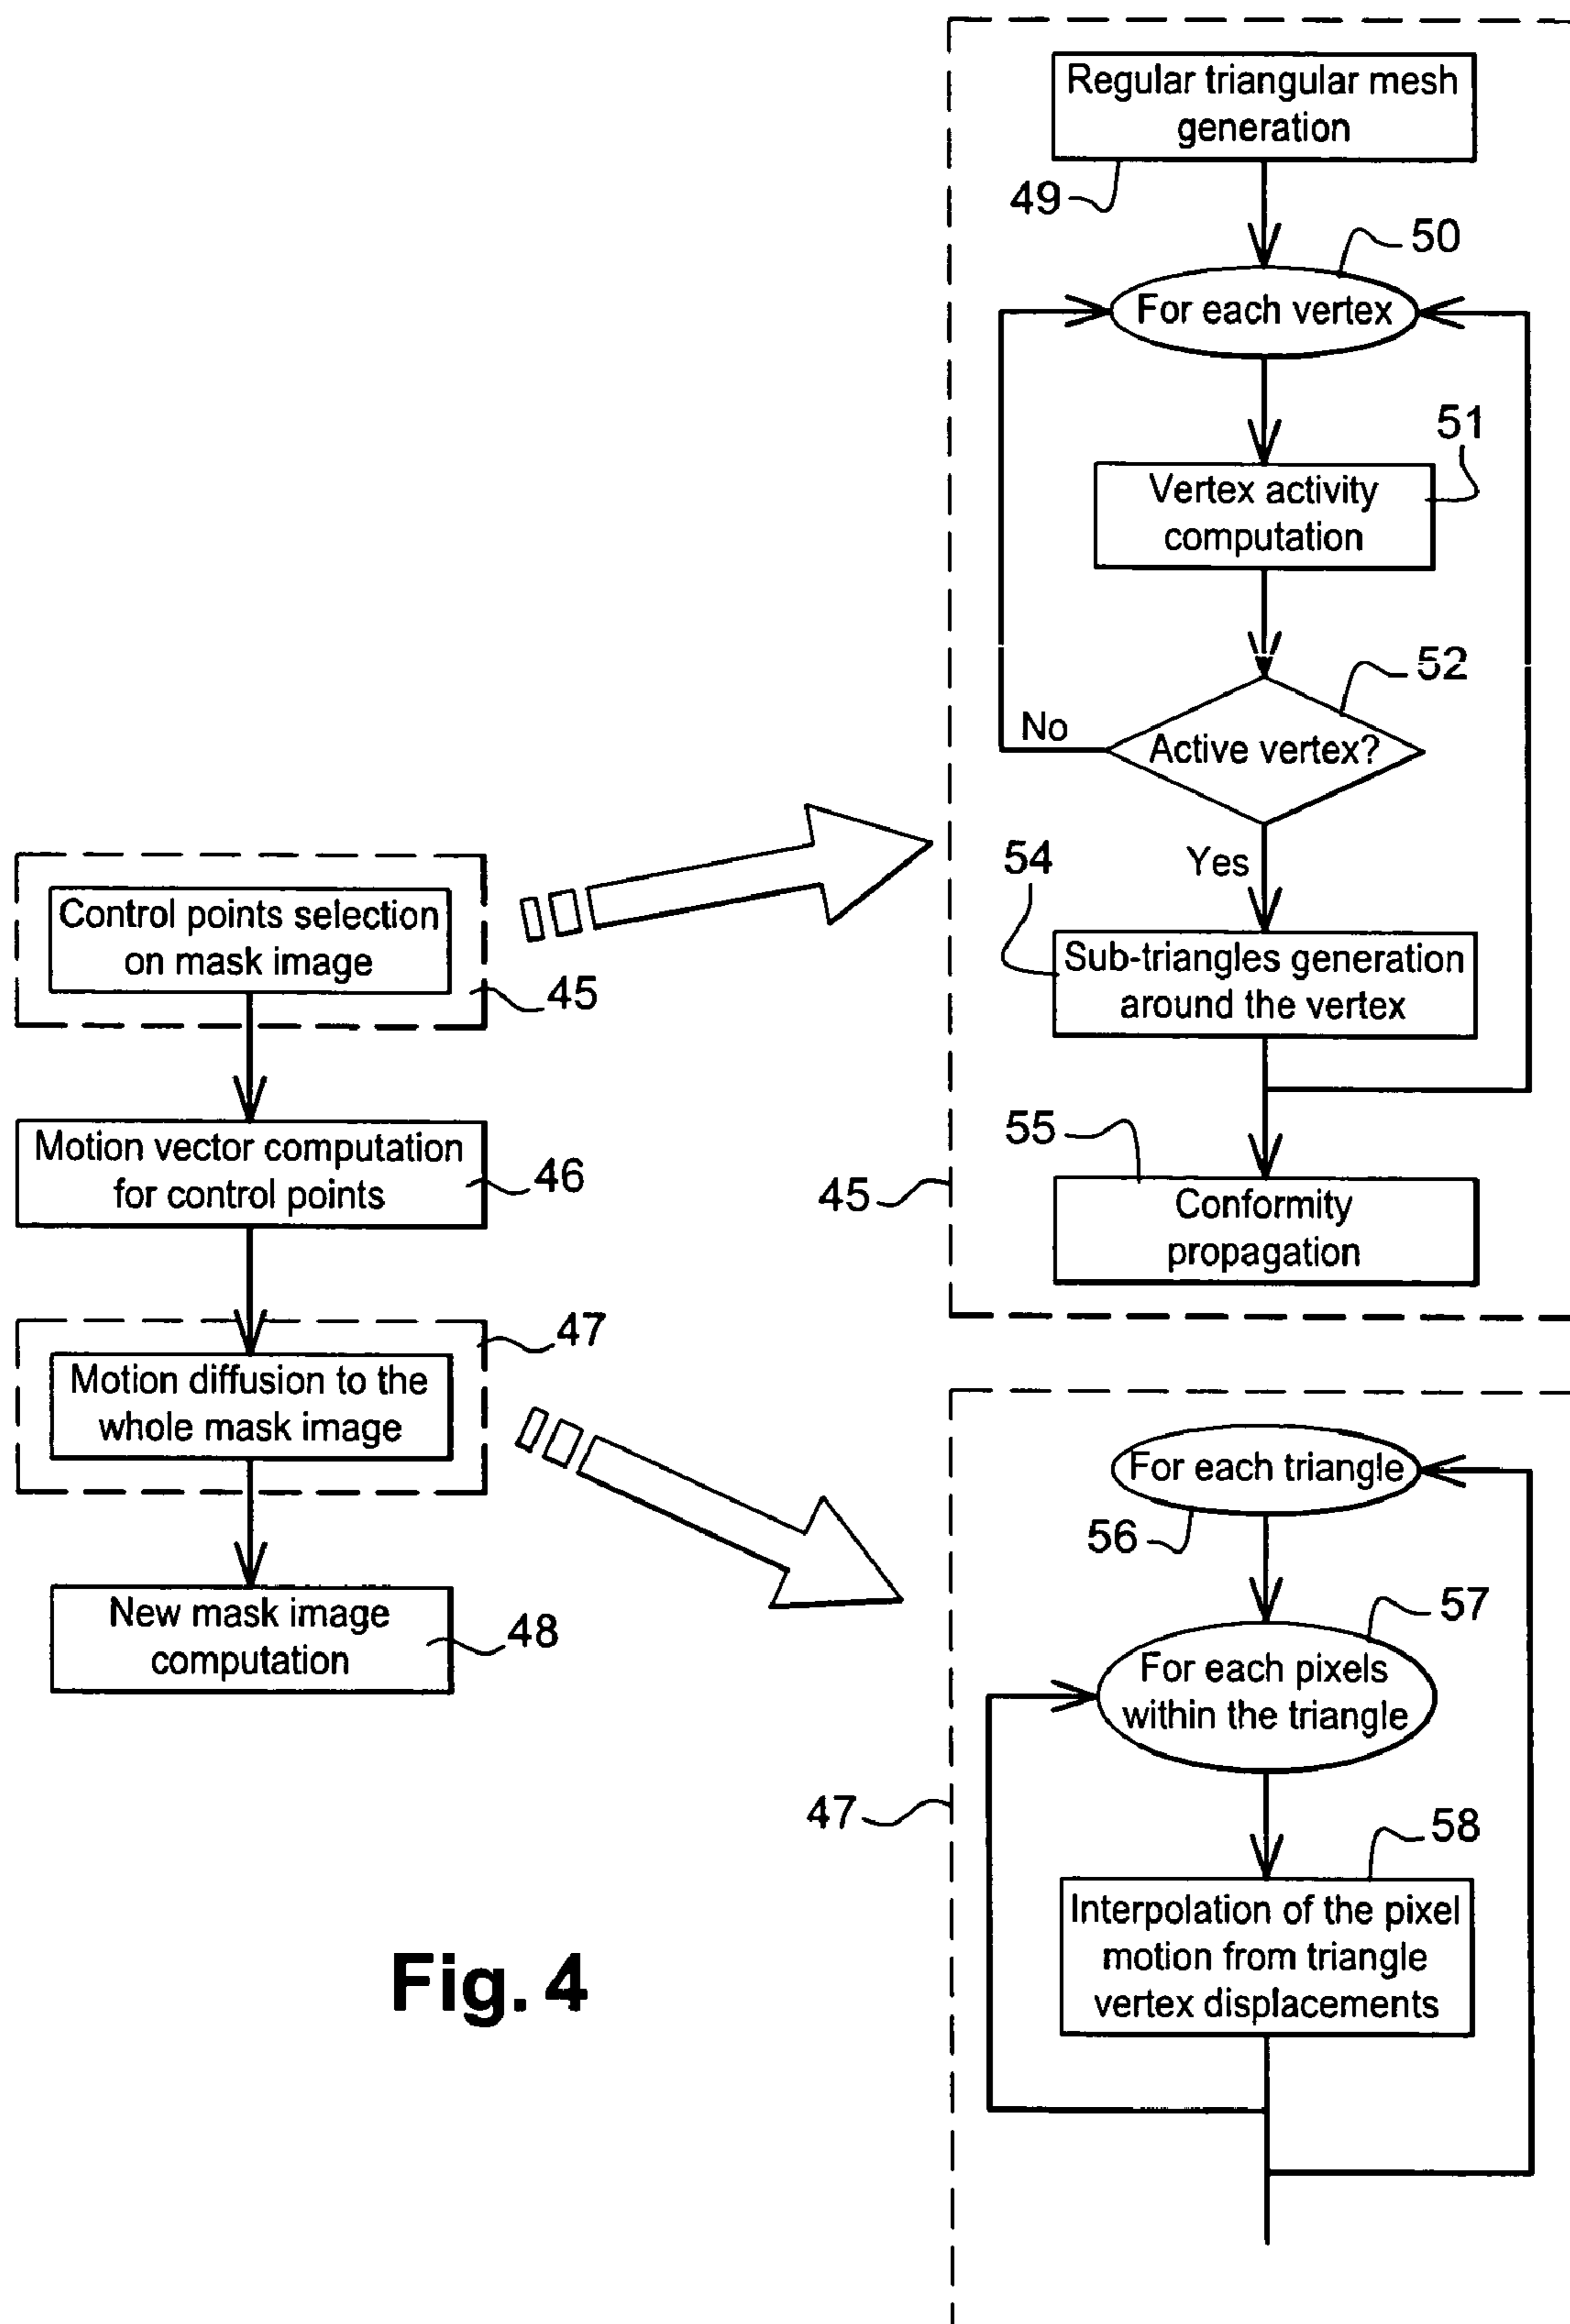 Control points selection
on mask image
45
Motion vector computation
for control points
46
47
Motion diffusion to the
whole mask image
New mask image
computation
48
Regular triangular mesh
generation
49
50
For each vertex
51
Vertex activity
computation
52
No
Active vertex?
Yes
54
Sub-triangles generation
around the vertex
55
45
Conformity
propagation
For each triangle
56
57
For each pixels
within the triangle
47
58
Interpolation of the pixel
motion from triangle
vertex displacements
Fig. 4